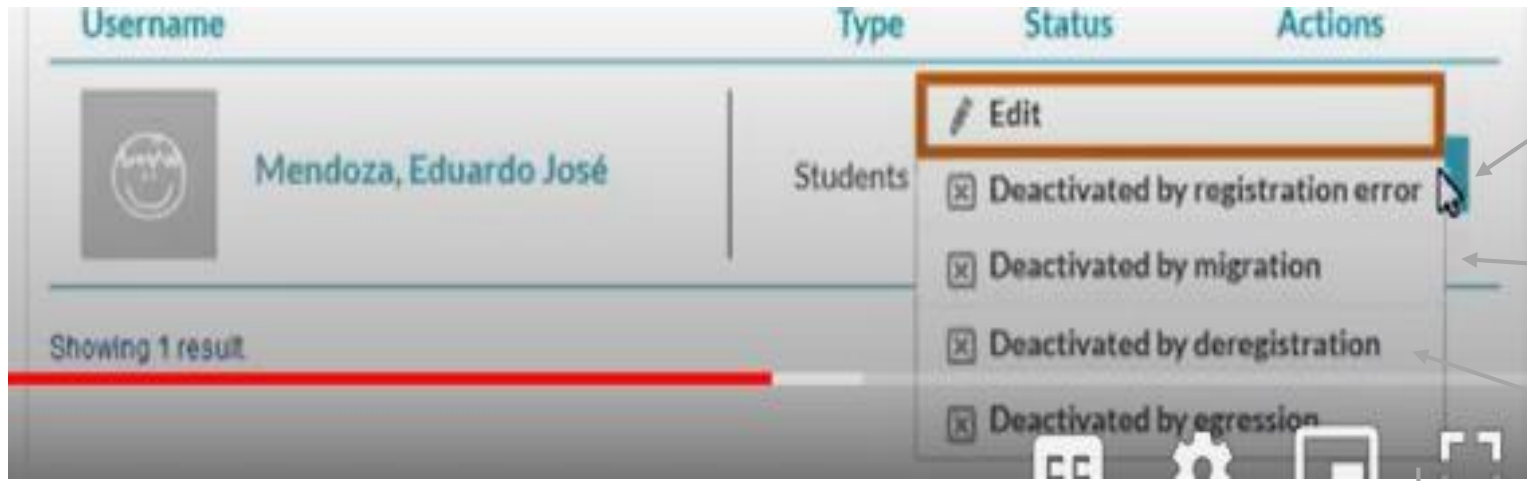 Username Type Status Actions
Edit
Mendoza, Eduardo José Students
Deactivated by registration error
Deactivated by migration
Showing 1 result
Deactivated by deregistration
Deactivated by egression
CC